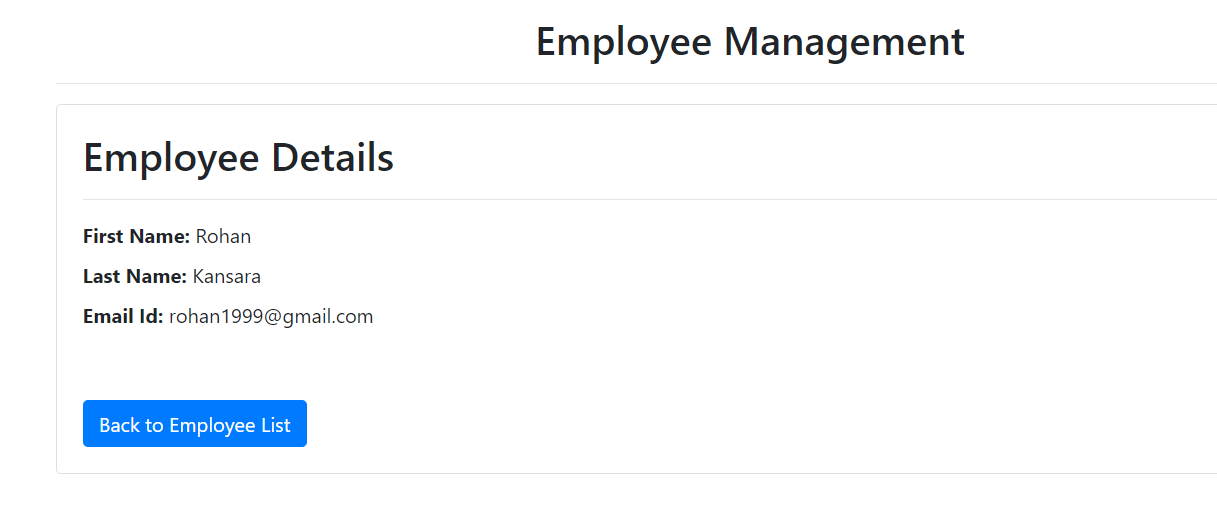 Employee Management
Employee Details
First Name: Rohan
Last Name: Kansara
Email Id: rohan1999@gmail.com
Back to Employee List